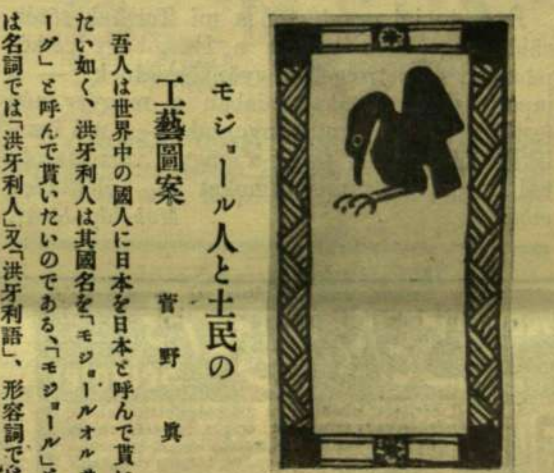 モジョール人と土民の
工藝圖案
菅野眞
吾人は世界中の國人に日本を日本と呼んで貰い
たい如く、洪牙利人は其國名を「モジョールオルサ
ーグ」と呼んで貰いたいのである、「モジョール」
は名詞では「洪牙利人」又「洪牙利語」、形容詞で